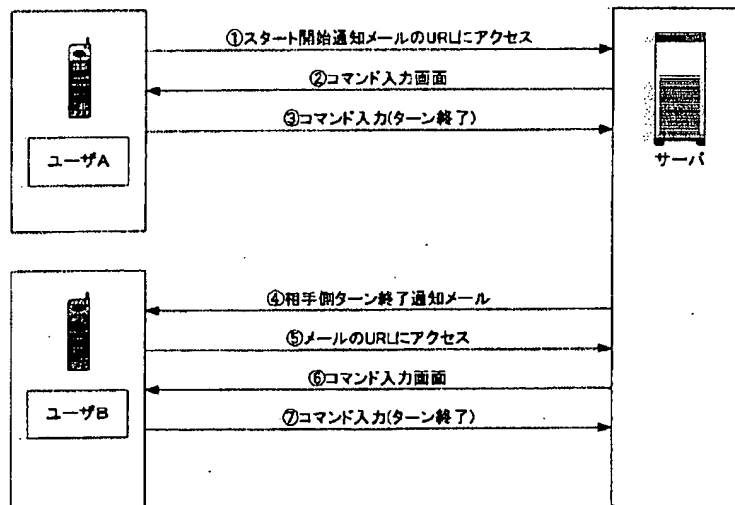 ①スタート開始通知メールのURLにアクセス
②コマンド入力画面
③コマンド入力(ターン終了)
ユーザA
サーバ
④相手側ターン終了通知メール
⑤メールのURLにアクセス
⑥コマンド入力画面
⑦コマンド入力(ターン終了)
ユーザB